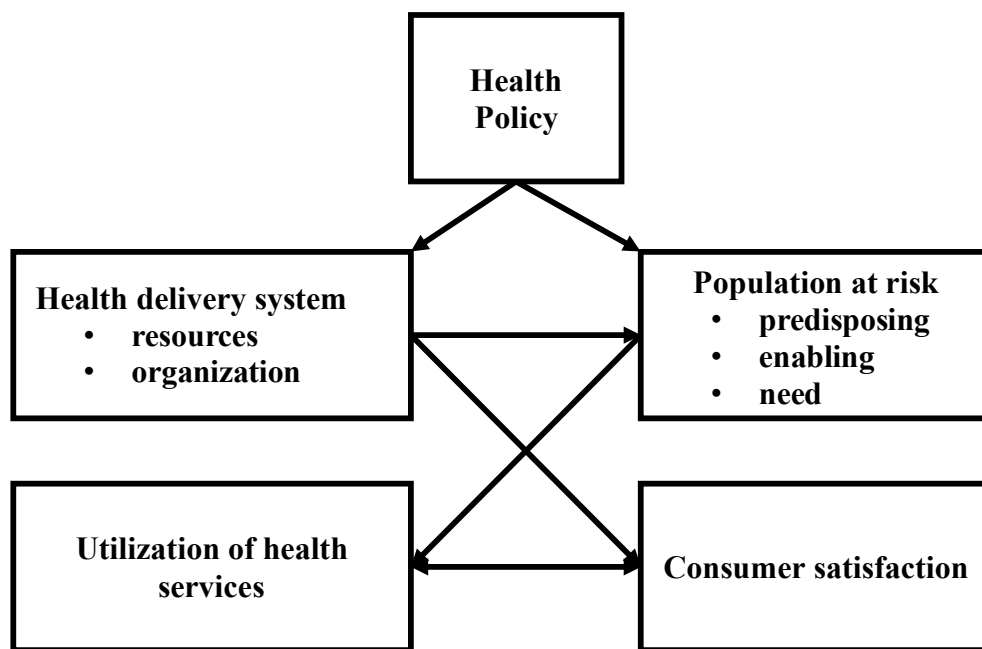 Health
Policy
Health delivery system
• resources
• organization
Population at risk
• predisposing
• enabling
• need
Utilization of health
services
Consumer satisfaction